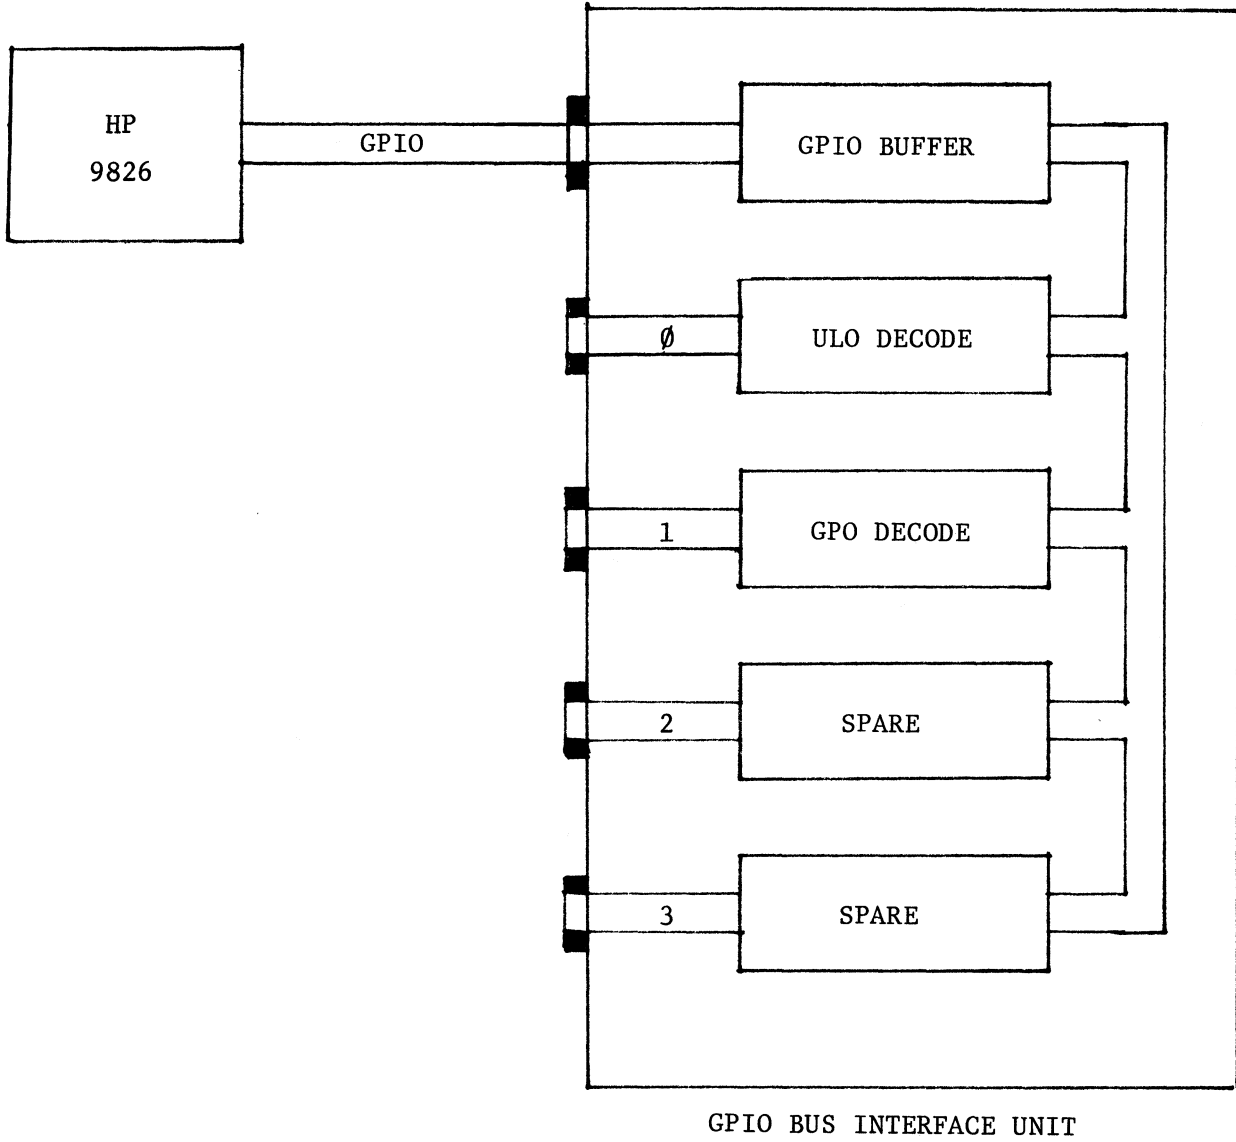 HP
9826
GPIO
GPIO BUFFER
Ø
ULO DECODE
1
GPO DECODE
2
SPARE
3
SPARE
GPIO BUS INTERFACE UNIT